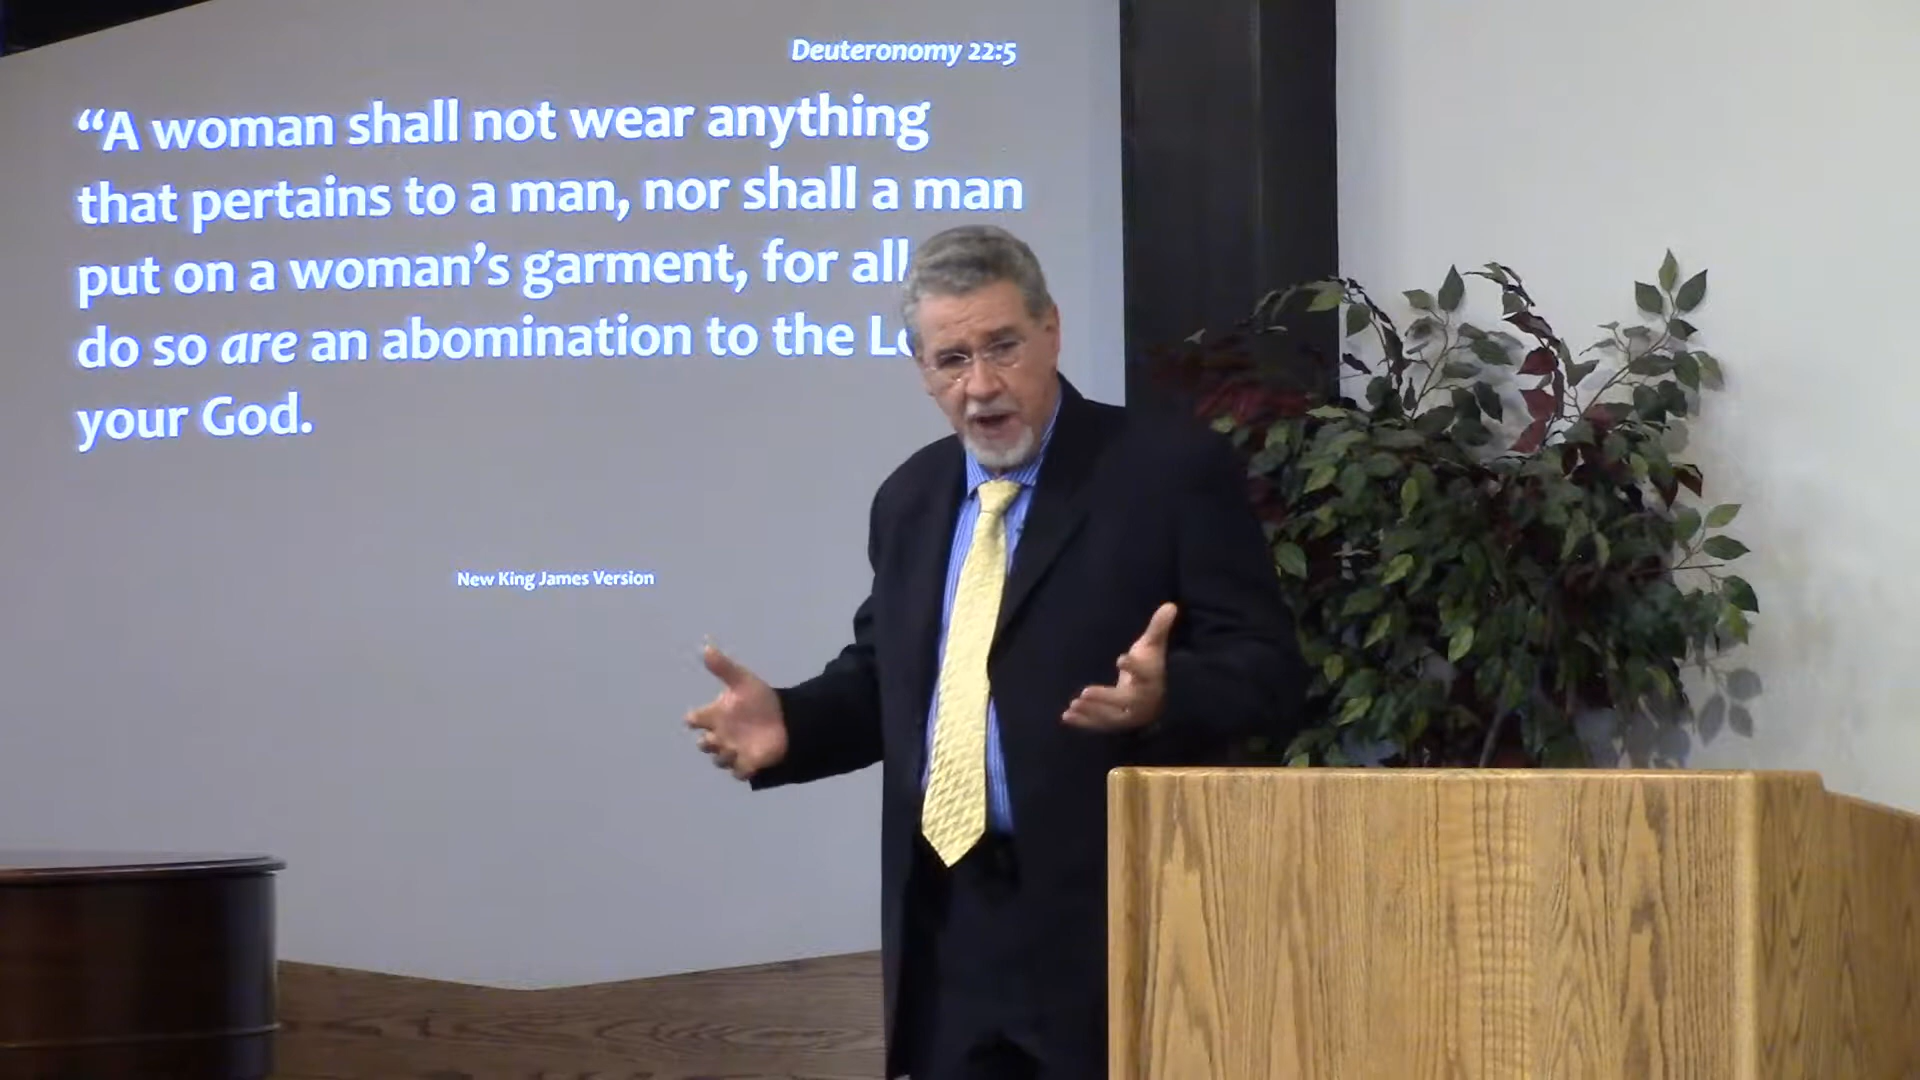 Deuteronomy 22:5
“A woman shall not wear anything
that pertains to a man, nor shall a man
put on a woman’s garment, for all
do so are an abomination to the
your God.
New King James Version